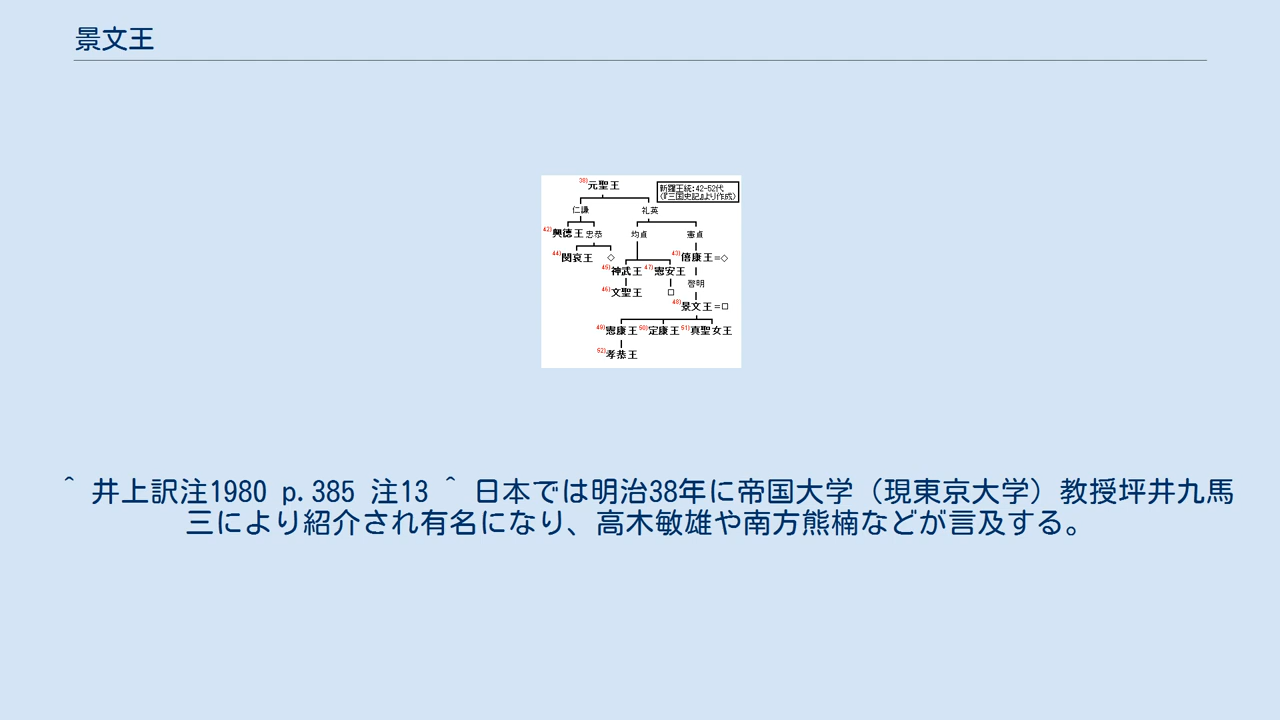 景文王
38)元聖王
新羅王統:42-52代
(『三国史記』より作成)
仁謙 礼英
42)興徳王 忠恭 均貞 憲貞
44)閔哀王 ◇ 43)僖康王=◇
45)神武王 47)憲安王
啓明
46)文聖王 □
48)景文王=□
49)憲康王 50)定康王 51)真聖女王
52)孝恭王
^ 井上訳注1980 p.385 注13 ^ 日本では明治38年に帝国大学（現東京大学）教授坪井九馬
三により紹介され有名になり、高木敏雄や南方熊楠などが言及する。